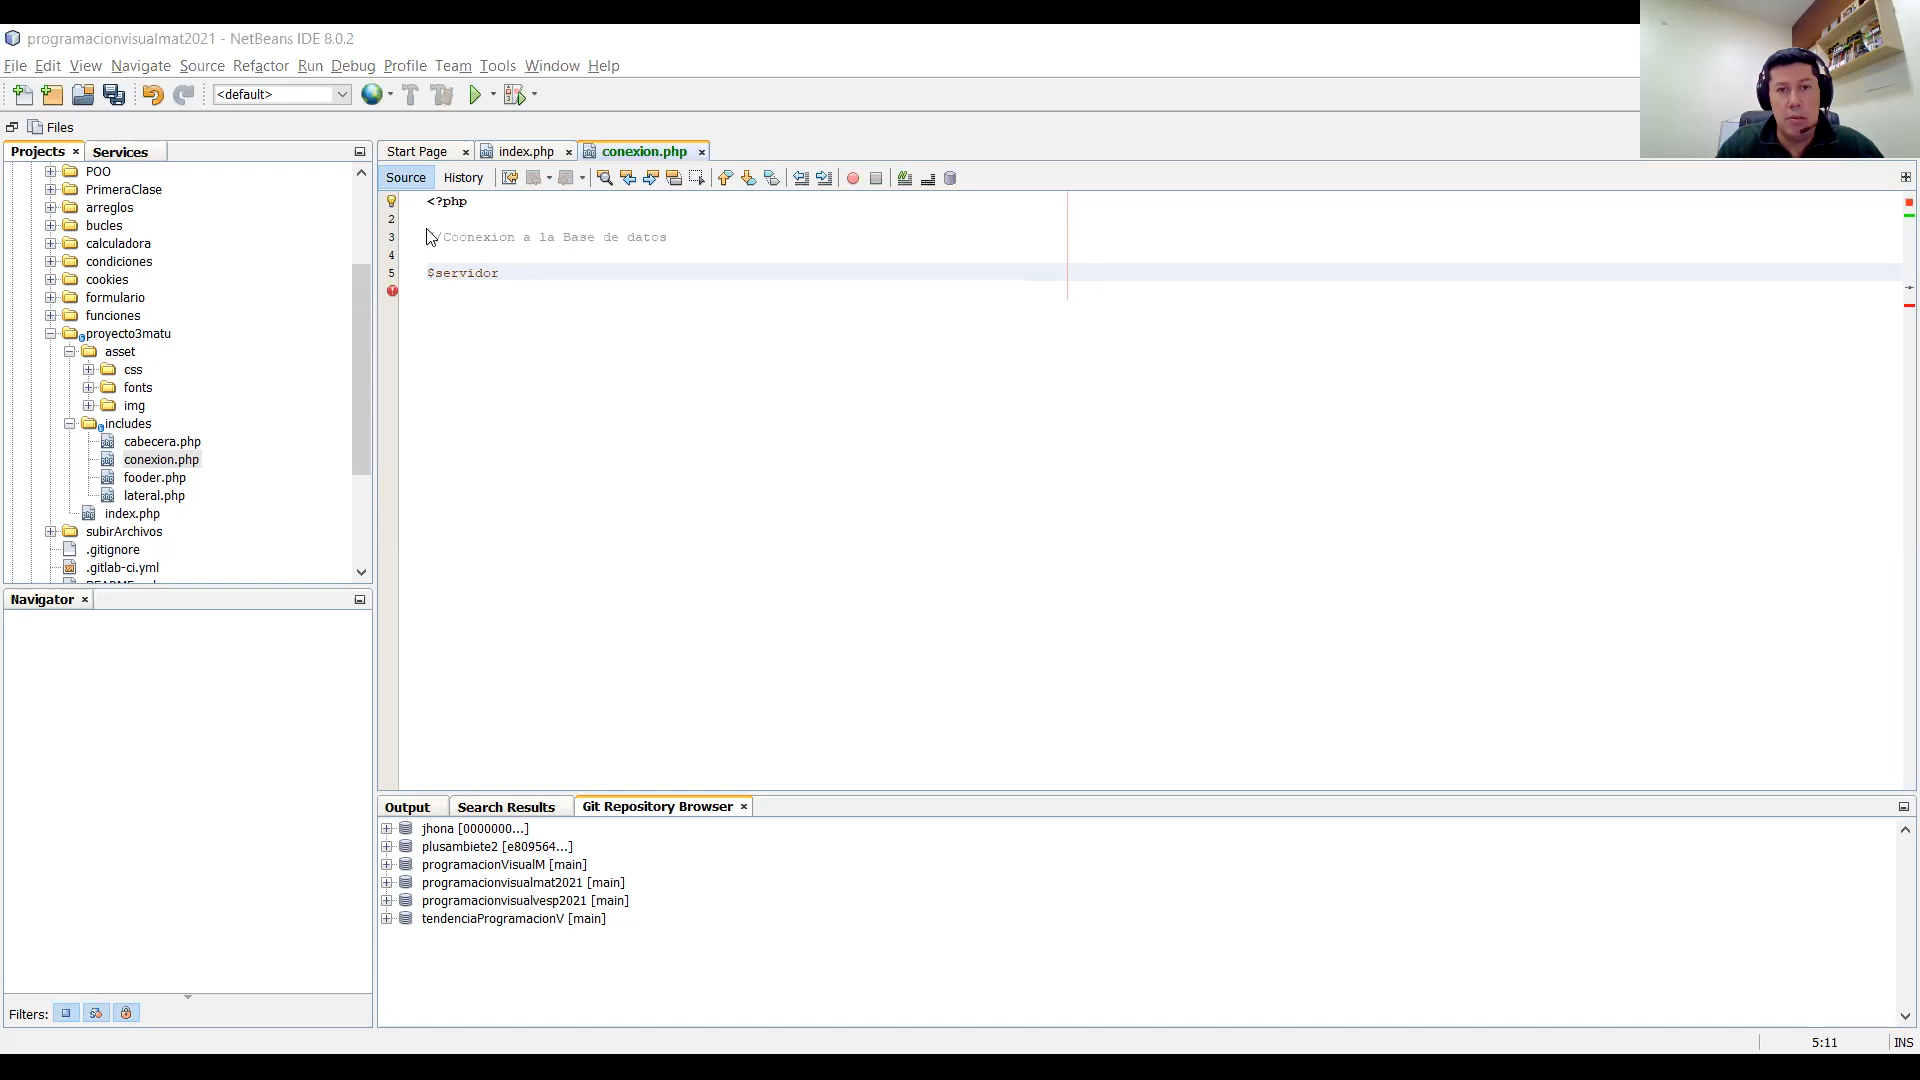 programacionvisualmat2021 - NetBeans IDE 8.0.2
File Edit View Navigate Source Refactor Run Debug Profile Team Tools Window Help
<default>
Files
Projects Services
Start Page index.php conexion.php
Source History
POO
PrimeraClase
arreglos
bucles
calculadora
condiciones
cookies
formulario
funciones
proyecto3matu
asset
css
fonts
img
includes
cabecera.php
conexion.php
fooder.php
lateral.php
index.php
subirArchivos
.gitignore
.gitlab-ci.yml
<?php
2
3 /Coonexion a la Base de datos
4
5 $servidor
Navigator
Filters:
Output Search Results Git Repository Browser
jhona [0000000...]
plusambiete2 [e809564...]
programacionVisualM [main]
programacionvisualmat2021 [main]
programacionvisualvesp2021 [main]
tendenciaProgramacionV [main]
5:11 INS